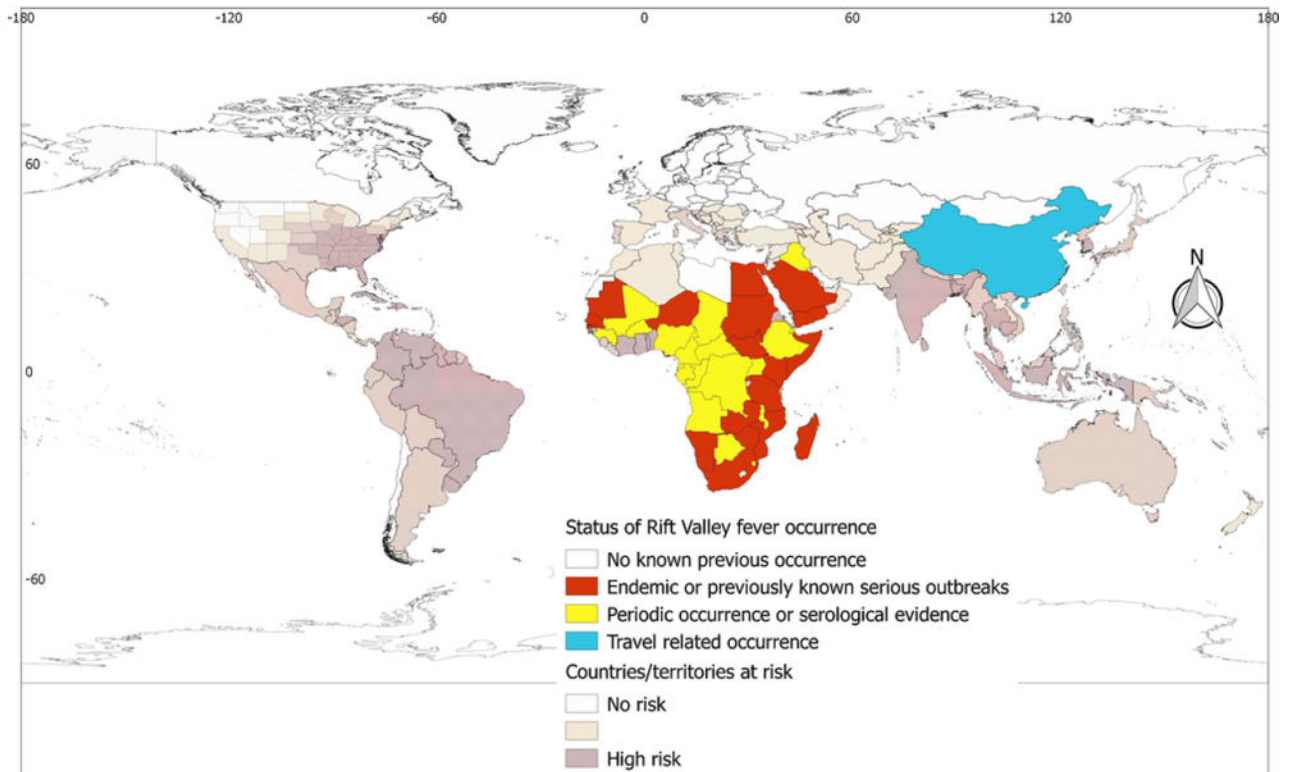 -180 -120 -60 0 60 120 180
60
N
0
Status of Rift Valley fever occurrence
No known previous occurrence
-60
Endemic or previously known serious outbreaks
Periodic occurrence or serological evidence
Travel related occurrence
Countries/territories at risk
No risk
High risk